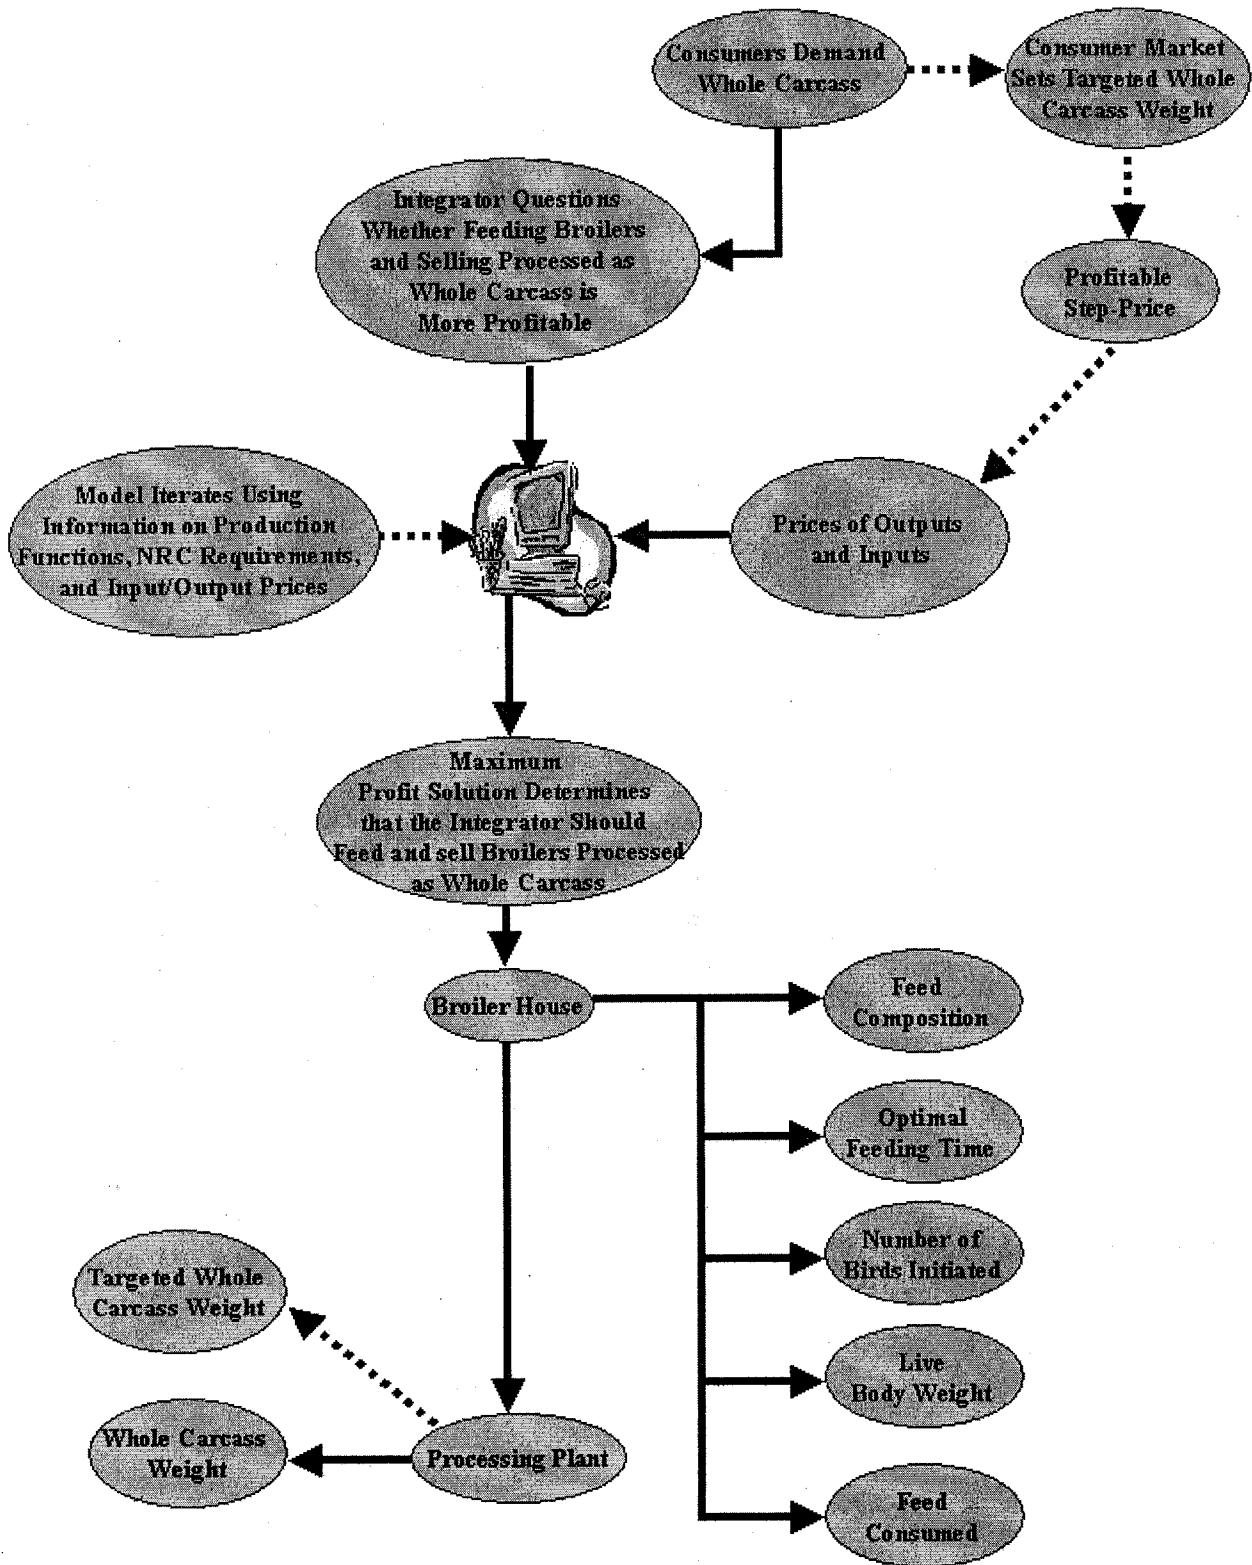 Consumers Demand
Whole Carcass
Consumer Market
Sets Targeted Whole
Carcass Weight
Integrator Questions
Whether Feeding Broilers
and Selling Processed as
Whole Carcass is
More Profitable
Profitable
Step-Price
Model Iterates Using
Information on Production
Functions, NRC Requirements,
and Input/Output Prices
Prices of Outputs
and Inputs
Maximum
Profit Solution Determines
that the Integrator Should
Feed and sell Broilers Processed
as Whole Carcass
Broiler House
Feed
Composition
Optimal
Feeding Time
Number of
Birds Initiated
Live
Body Weight
Feed
Consumed
Targeted Whole
Carcass Weight
Whole Carcass
Weight
Processing Plant